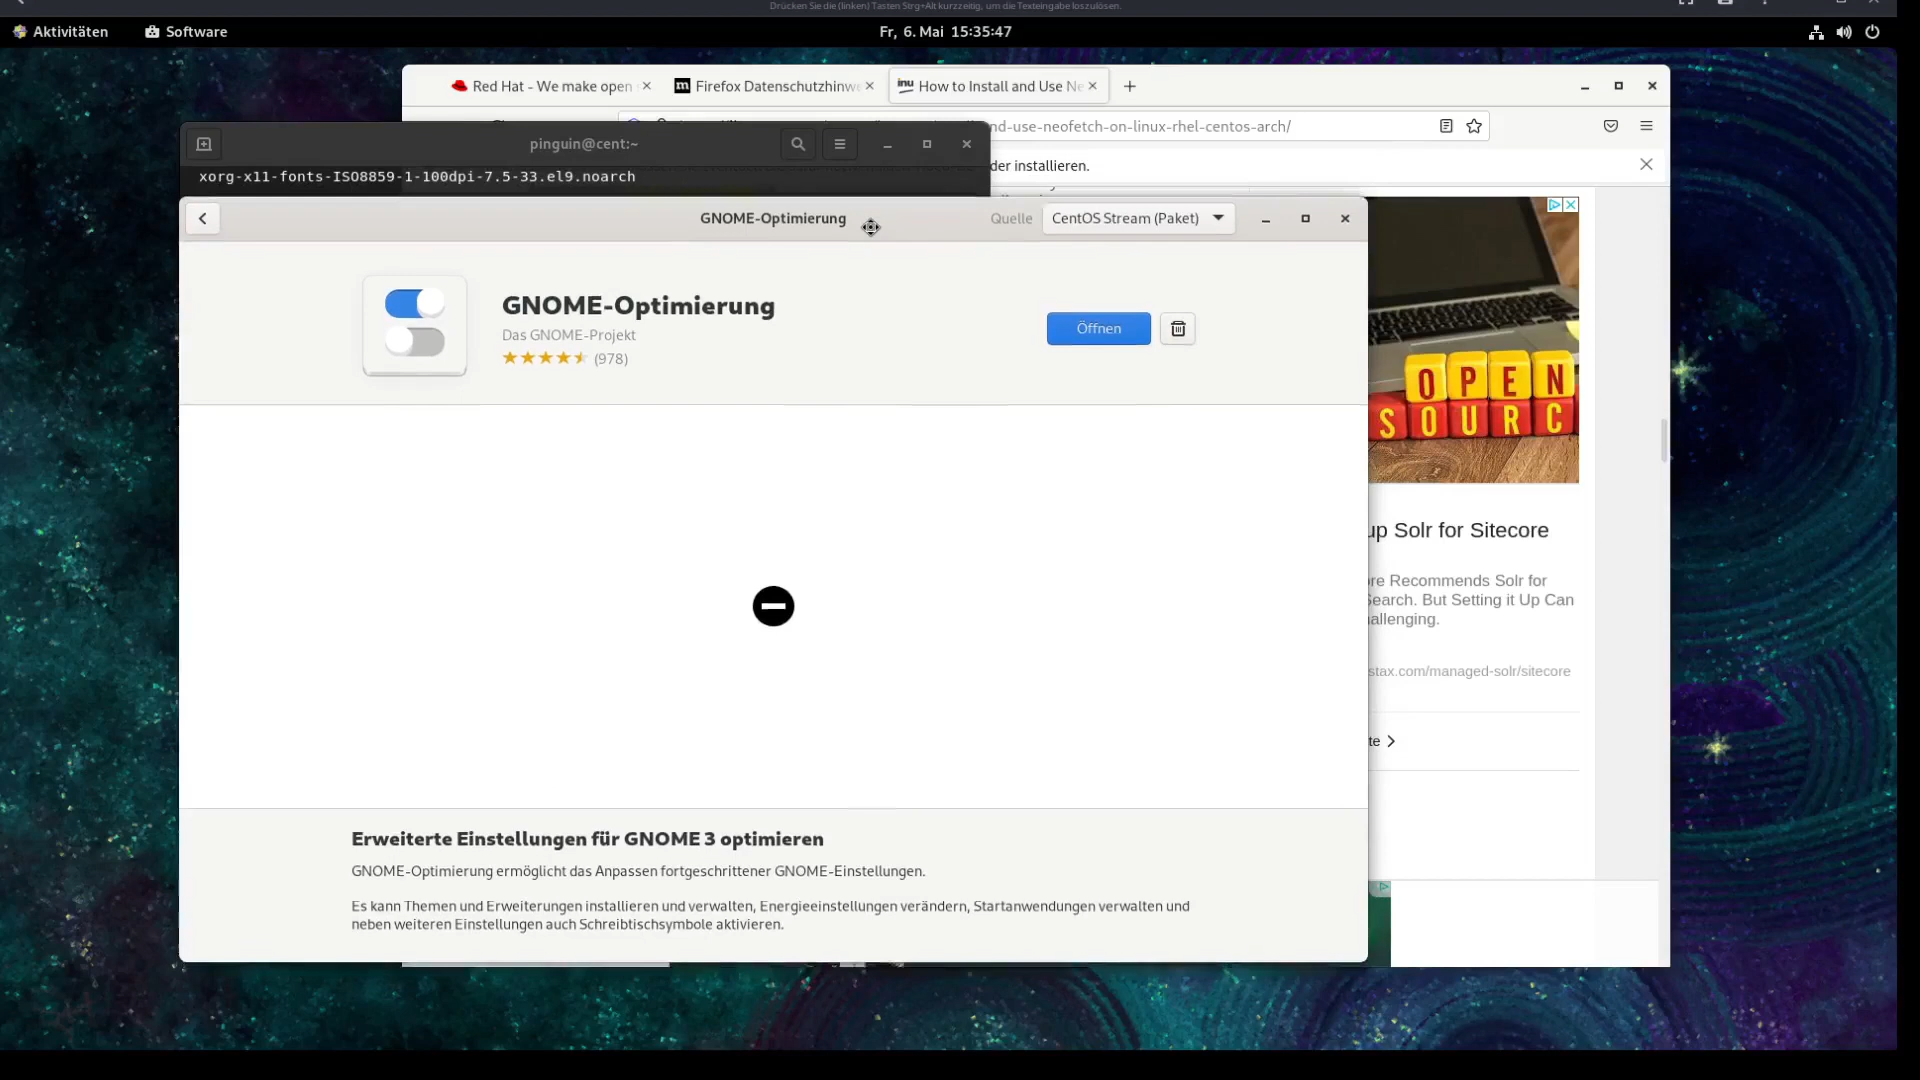 Drücken Sie die (linken) Tasten Strg+Alt kurzzeitig, um die Texteingabe loszulösen.
Aktivitäten
Software
Fr, 6. Mai 15:35:47
Red Hat - We make open
Firefox Datenschutzhinwe
How to Install and Use Ne
nd-use-neofetch-on-linux-rhel-centos-arch/
pinguin@cent:~
der installieren.
xorg-x11-fonts-ISO8859-1-100dpi-7.5-33.el9.noarch
GNOME-Optimierung
Quelle
CentOS Stream (Paket)
GNOME-Optimierung
Das GNOME-Projekt
(978)
Öffnen
OPEN
SOURC
up Solr for Sitecore
re Recommends Solr for
Search. But Setting it Up Can
allenging.
stax.com/managed-solr/sitecore
te
Erweiterte Einstellungen für GNOME 3 optimieren
GNOME-Optimierung ermöglicht das Anpassen fortgeschrittener GNOME-Einstellungen.
Es kann Themen und Erweiterungen installieren und verwalten, Energieeinstellungen verändern, Startanwendungen verwalten und
neben weiteren Einstellungen auch Schreibtischsymbole aktivieren.